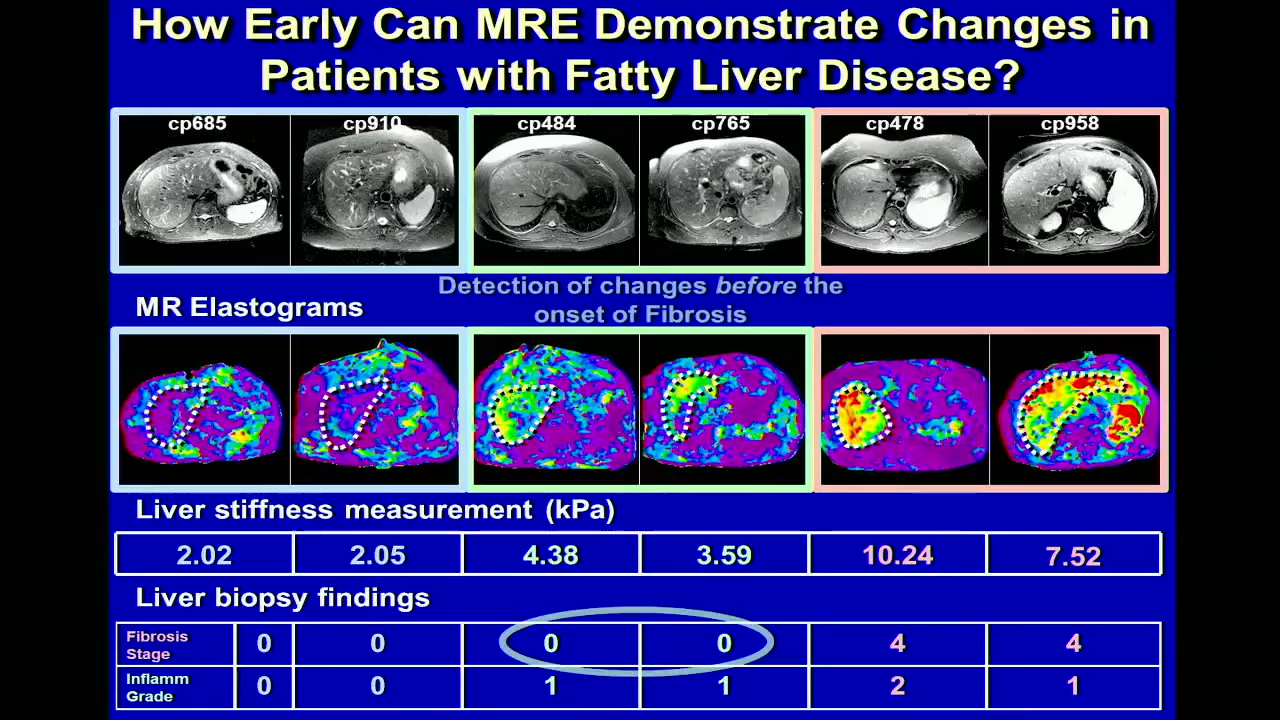 How Early Can MRE Demonstrate Changes in
Patients with Fatty Liver Disease?
cp685 cp910 cp484 cp765 cp478 cp958
Detection of changes before the
onset of Fibrosis
MR Elastograms
Liver stiffness measurement (kPa)
2.02 2.05 4.38 3.59 10.24 7.52
Liver biopsy findings
Fibrosis
Stage
0 0 0 0 4 4
Inflamm
Grade
0 0 1 1 2 1